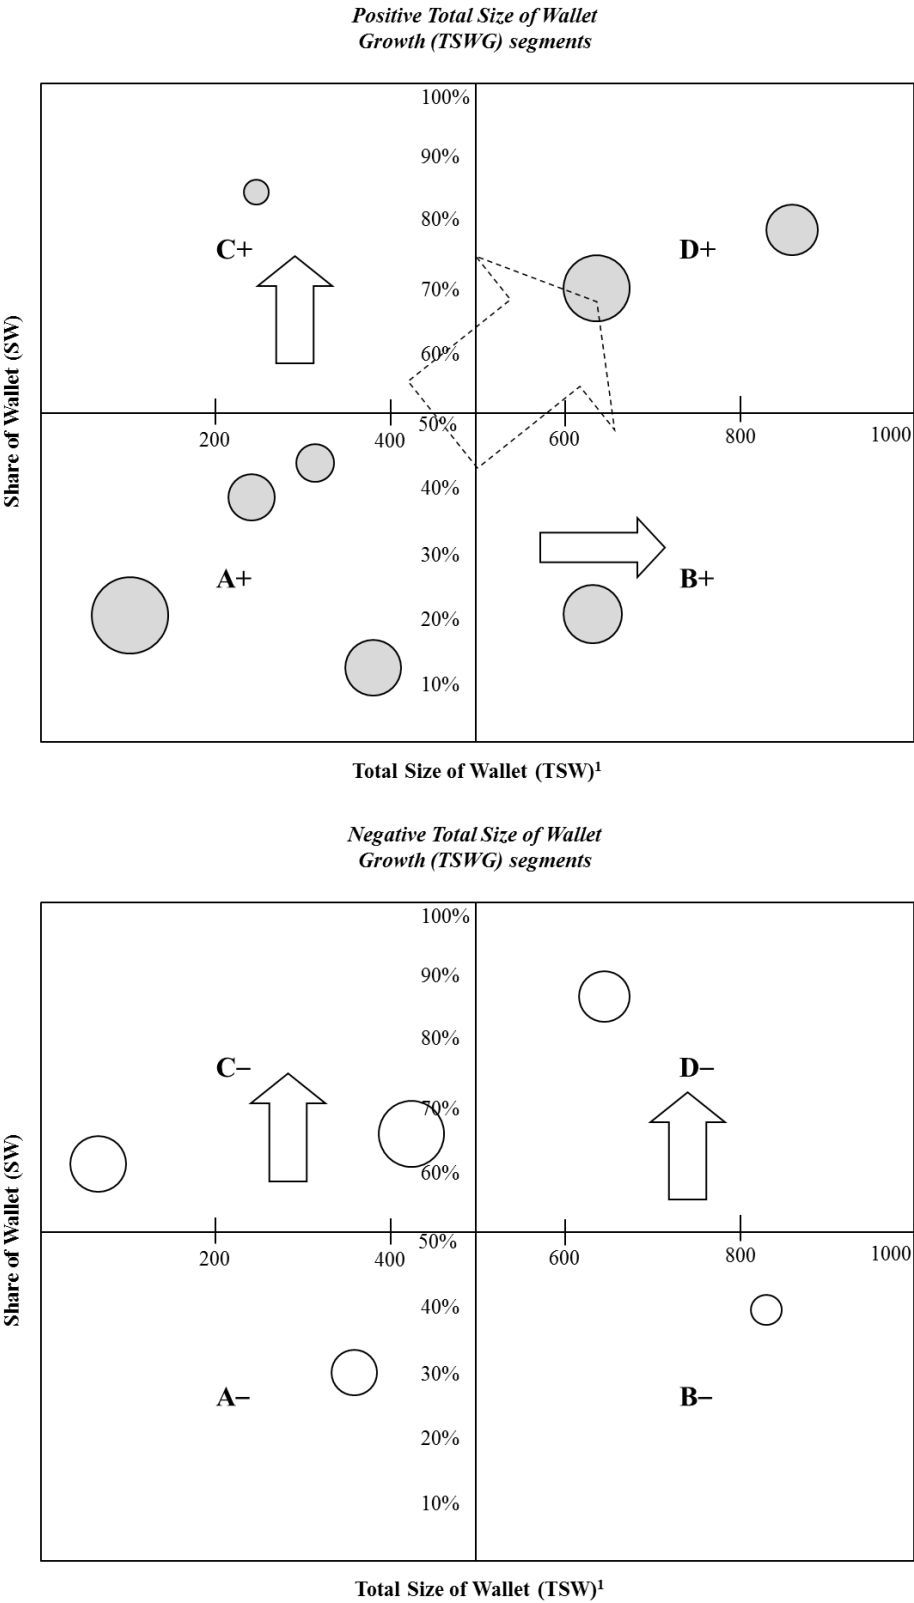 Positive Total Size of Wallet
Growth (TSWG) segments
100%
90%
80%
C+
D+
70%
60%
Share of Wallet (SW)
50%
200
400
600
800
1000
40%
30%
A+
B+
20%
10%
Total Size of Wallet (TSW)1
Negative Total Size of Wallet
Growth (TSWG) segments
100%
90%
80%
C–
D–
70%
60%
Share of Wallet (SW)
50%
200
400
600
800
1000
40%
30%
A–
B–
20%
10%
Total Size of Wallet (TSW)1